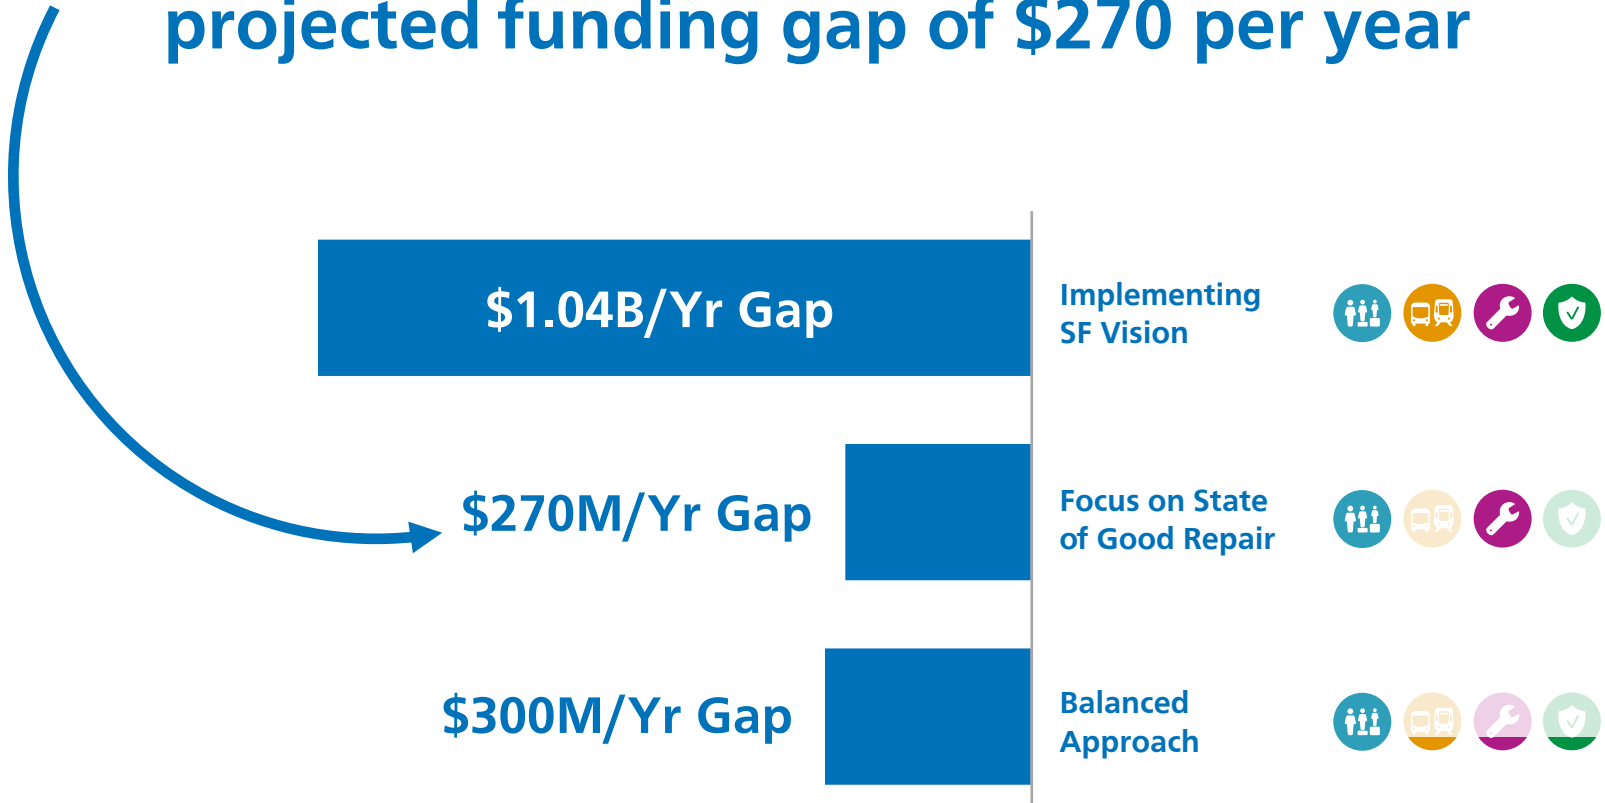 projected funding gap of $270 per year
$1.04B/Yr Gap
Implementing
SF Vision
$270M/Yr Gap
Focus on State
of Good Repair
$300M/Yr Gap
Balanced
Approach